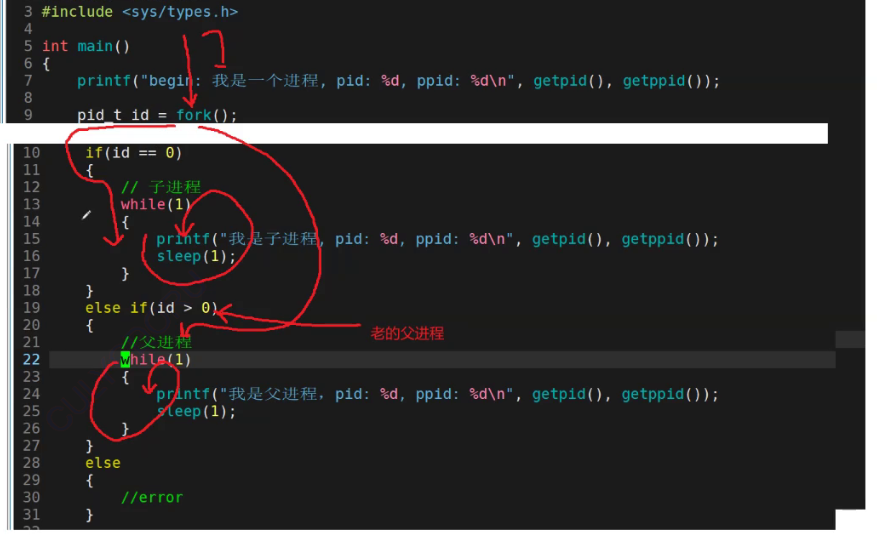 3 #include <sys/types.h>
4
5 int main()
6 {
7     printf("begin: 我是一个进程, pid: %d, ppid: %d\n", getpid(), getppid());
8
9     pid_t id = fork();
10     if(id == 0)
11     {
12         // 子进程
13         while(1)
14         {
15             printf("我是子进程, pid: %d, ppid: %d\n", getpid(), getppid());
16             sleep(1);
17         }
18     }
19     else if(id > 0)
20     {
老的父进程
21         //父进程
22         while(1)
23         {
24             printf("我是父进程，pid: %d, ppid: %d\n", getpid(), getppid());
25             sleep(1);
26         }
27     }
28     else
29     {
30         //error
31     }